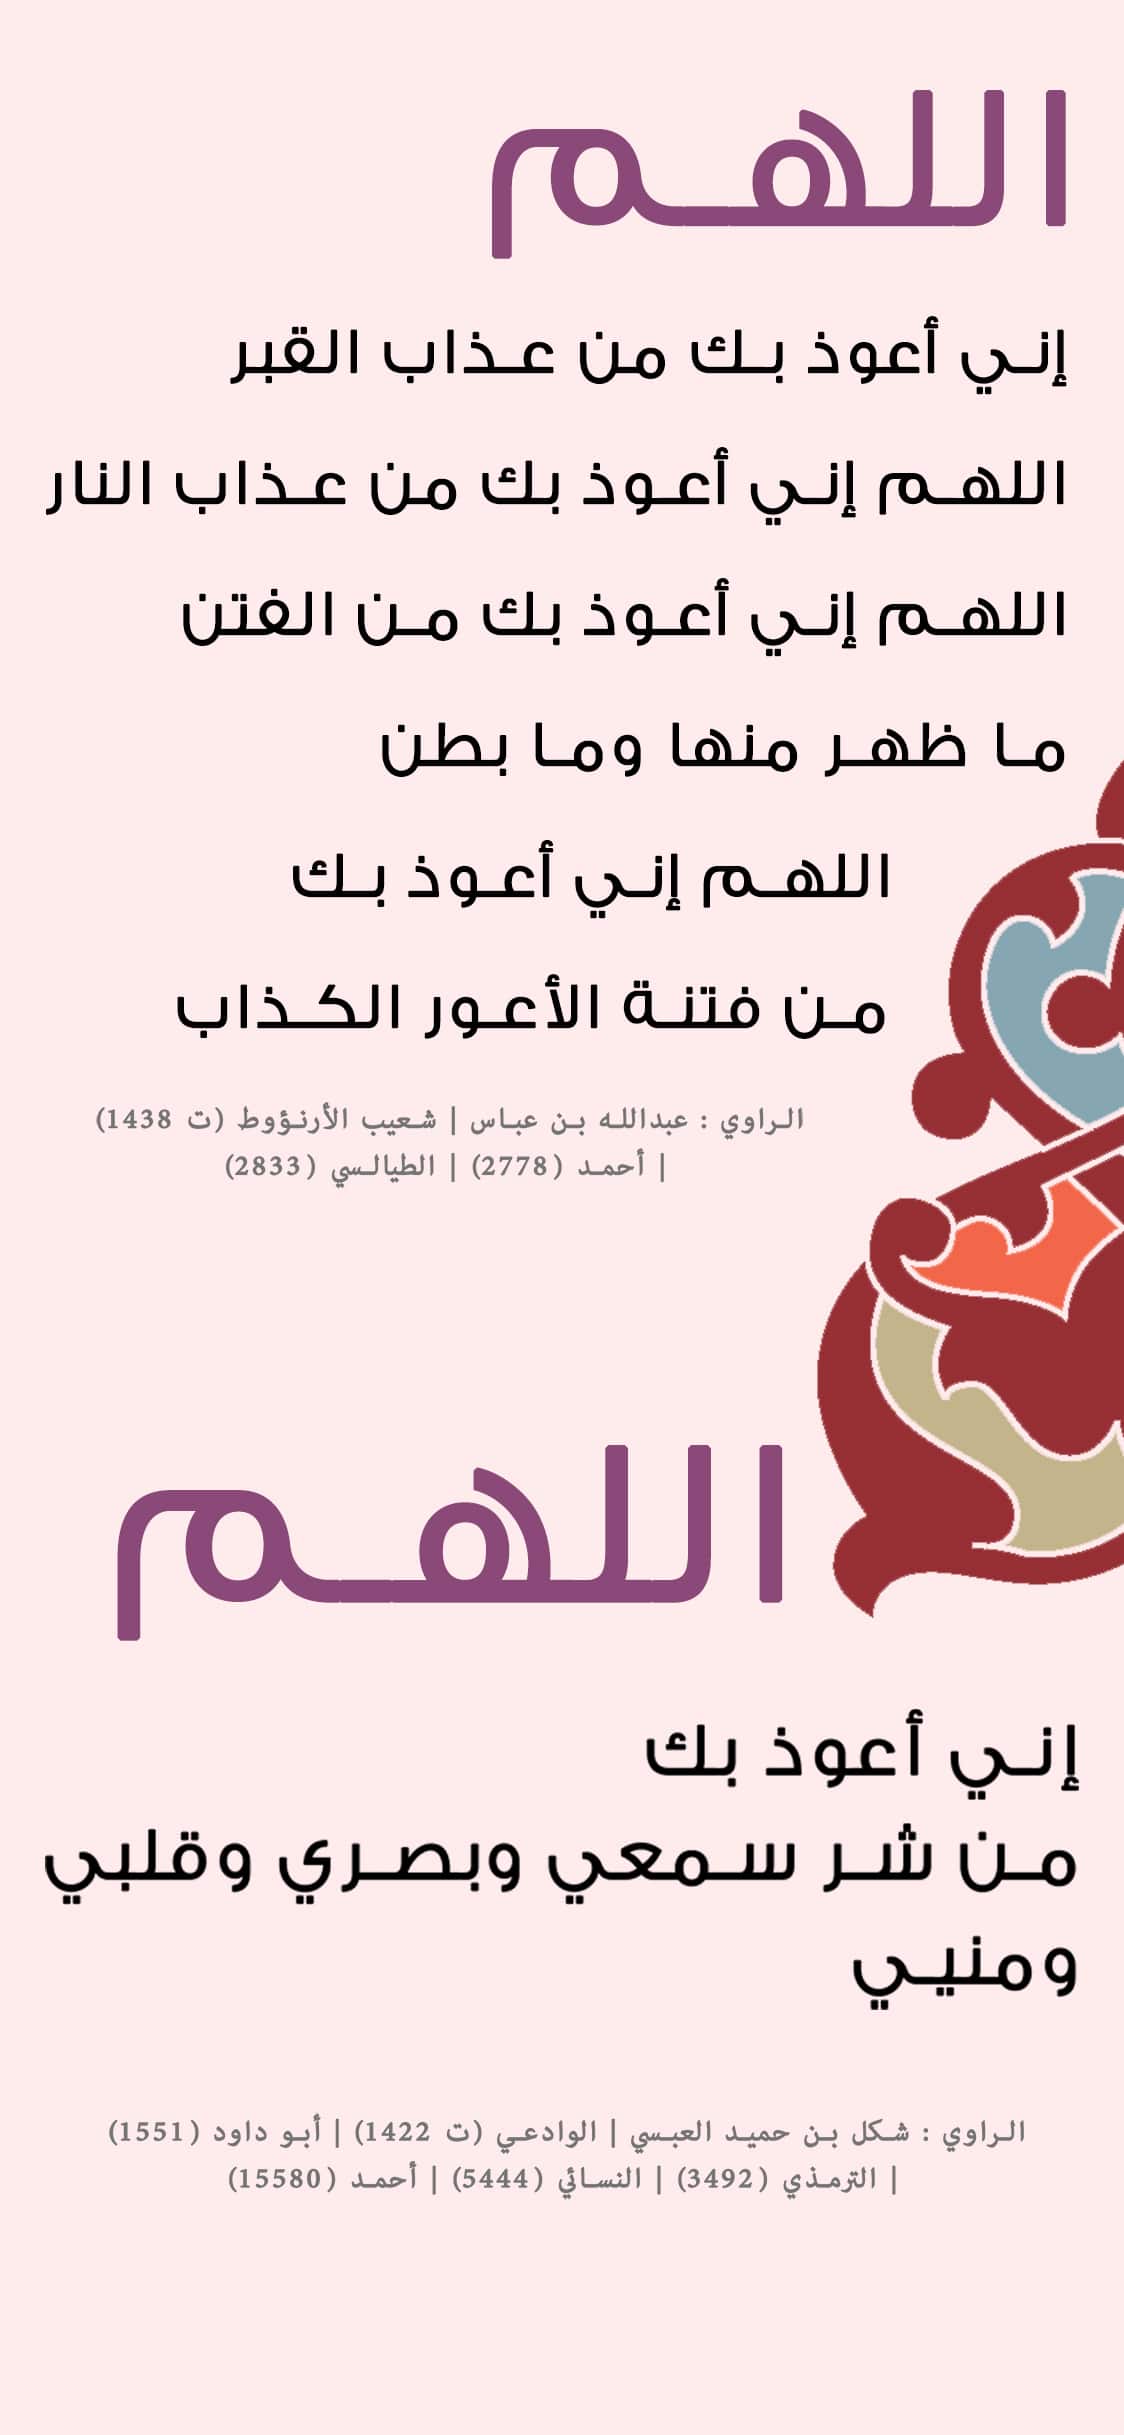 اللهم
إني أعوذ بك من عذاب القبر
اللهم إني أعوذ بك من عذاب النار
اللهم إني أعوذ بك من الفتن
ما ظهر منها وما بطن
اللهم إني أعوذ بك
من فتنة الأعور الكذاب
الراوي : عبدالله بن عباس | شعيب الأرنؤوط (ت 1438)
| أحمد (2778) | الطيالسي (2833)
اللهم
إني أعوذ بك
من شر سمعي وبصري وقلبي
ومنيي
الراوي : شكل بن حميد العبسي | الوادعي (ت 1422) | أبو داود (1551)
| الترمذي (3492) | النسائي (5444) | أحمد (15580)